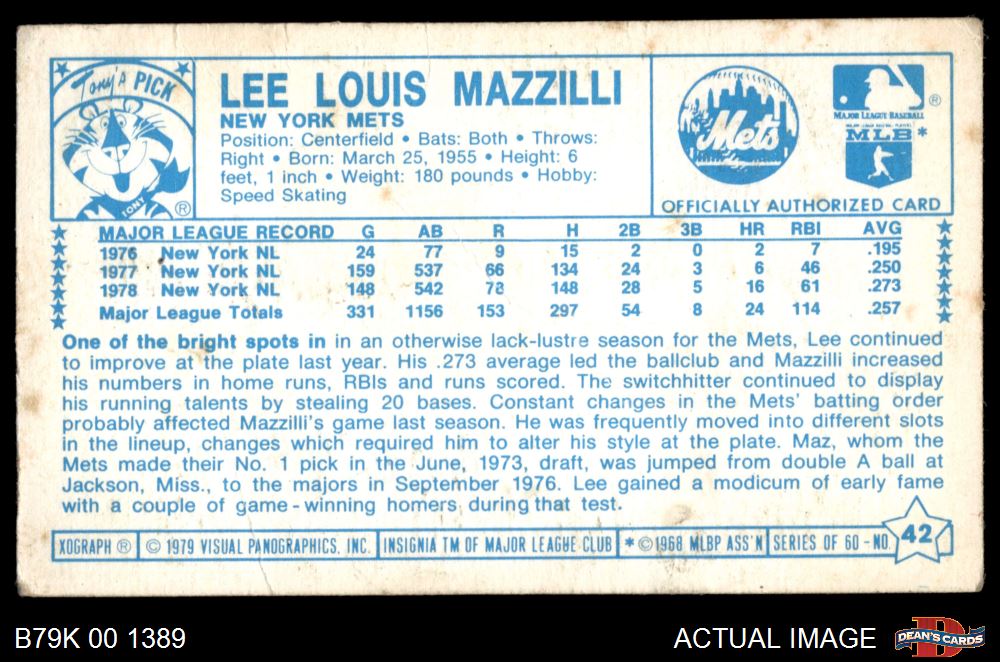 Tony's PICK
TONY
®
LEE LOUIS MAZZILLI
NEW YORK METS
Position: Centerfield • Bats: Both • Throws:
Right • Born: March 25, 1955 • Height: 6
feet, 1 inch • Weight: 180 pounds • Hobby:
Speed Skating
Mets
®
MAJOR LEAGUE BASEBALL
MLB*
OFFICIALLY AUTHORIZED CARD
MAJOR LEAGUE RECORD G AB R H 2B 3B HR RBI AVG
1976 New York NL 24 77 9 15 2 0 2 7 .195
1977 New York NL 159 537 66 134 24 3 6 46 .250
1978 New York NL 148 542 78 148 28 5 16 61 .273
Major League Totals 331 1156 153 297 54 8 24 114 .257
One of the bright spots in in an otherwise lack-lustre season for the Mets, Lee continued
to improve at the plate last year. His .273 average led the ballclub and Mazzilli increased
his numbers in home runs, RBIs and runs scored. The switchhitter continued to display
his running talents by stealing 20 bases. Constant changes in the Mets' batting order
probably affected Mazzilli's game last season. He was frequently moved into different slots
in the lineup, changes which required him to alter his style at the plate. Maz, whom the
Mets made their No. 1 pick in the June, 1973, draft, was jumped from double A ball at
Jackson, Miss., to the majors in September 1976. Lee gained a modicum of early fame
with a couple of game-winning homers during that test.
XOGRAPH ® © 1979 VISUAL PANOGRAPHICS, INC. INSIGNIA TM OF MAJOR LEAGUE CLUB * © 1968 MLBP ASS'N SERIES OF 60-NO. 42
B79K 00 1389
ACTUAL IMAGE
D
DEAN'S CARDS